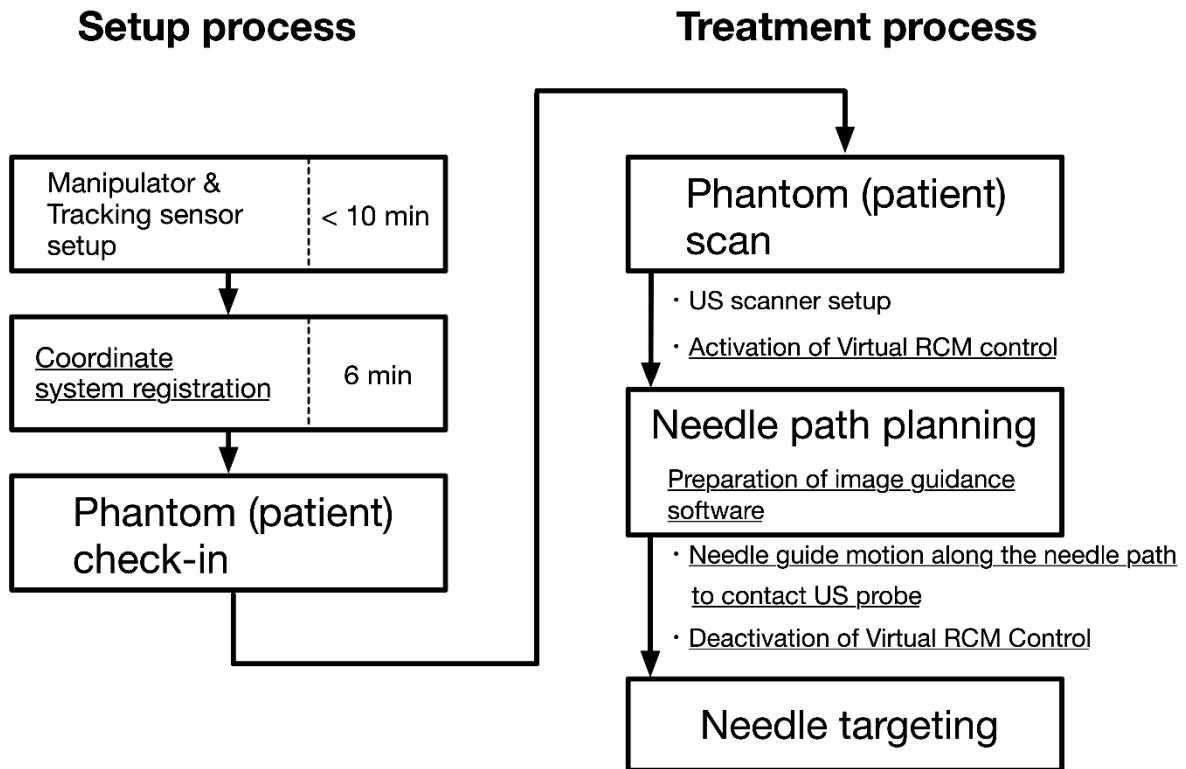 Setup process
Manipulator &
Tracking sensor
setup
< 10 min
Coordinate
system registration
6 min
Phantom (patient)
check-in
Treatment process
Phantom (patient)
scan
・US scanner setup
・Activation of Virtual RCM control
Needle path planning
Preparation of image guidance
software
・Needle guide motion along the needle path
to contact US probe
・Deactivation of Virtual RCM Control
Needle targeting